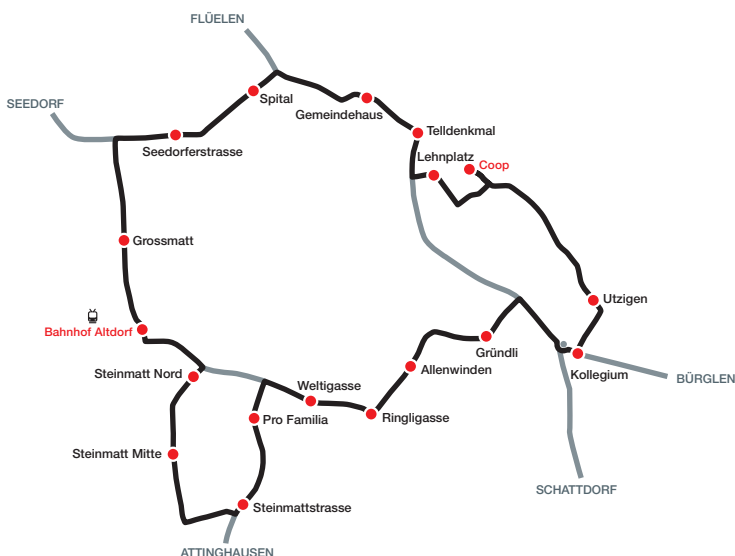 FLÜELEN
SEEDORF
Spital
Gemeindehaus
Telldenkmal
Seedorferstrasse
Lehnplatz
Coop
Grossmatt
Utzigen
Bahnhof Altdorf
Gründli
Allenwinden
Kollegium
BÜRGLEN
Steinmatt Nord
Weltigasse
Ringligasse
Pro Familia
Steinmatt Mitte
SCHATTDORF
Steinmattstrasse
ATTINGHAUSEN